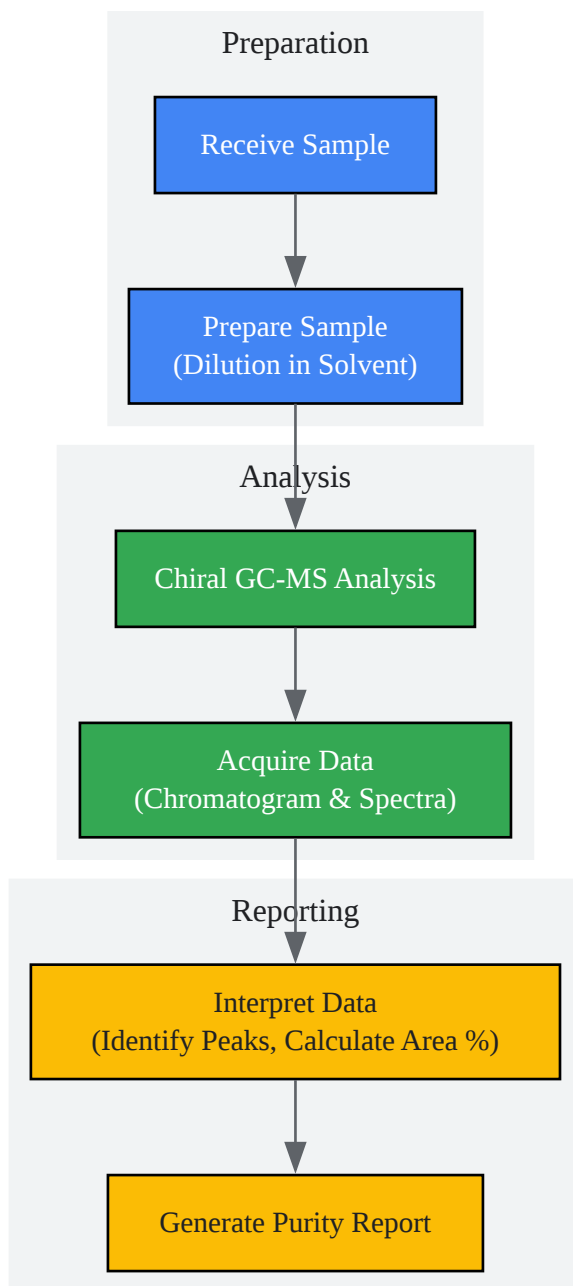 Preparation
Receive Sample
Prepare Sample
(Dilution in Solvent)
Analysis
Chiral GC-MS Analysis
Acquire Data
(Chromatogram & Spectra)
Reporting
Interpret Data
(Identify Peaks, Calculate Area %)
Generate Purity Report